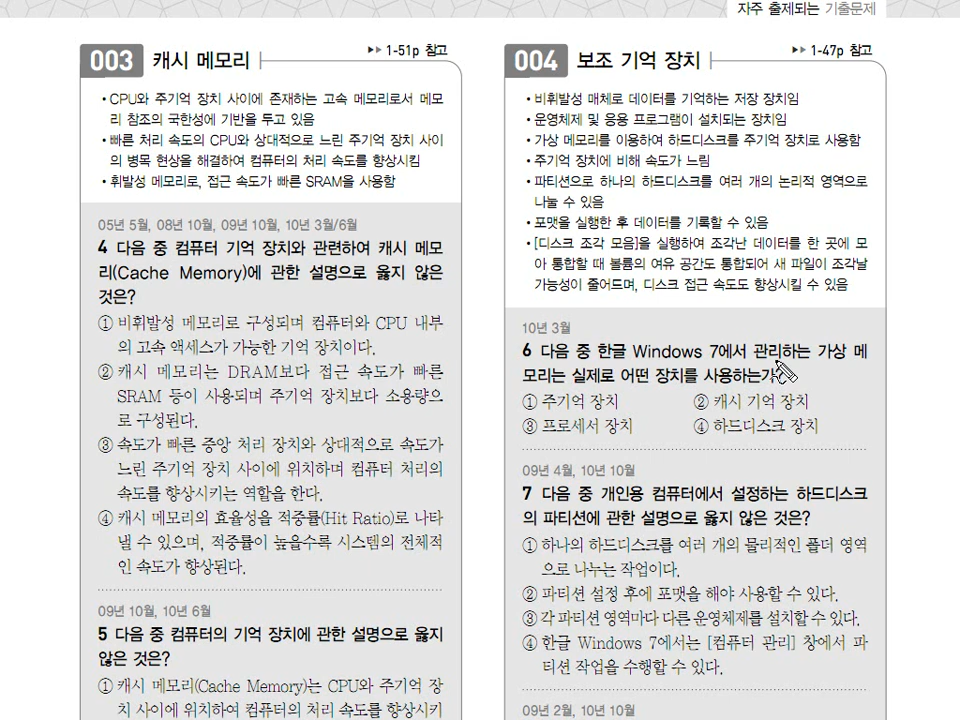 자주 출제되는 기출문제
003 캐시 메모리 ▶▶ 1-51p 참고
• CPU와 주기억 장치 사이에 존재하는 고속 메모리로서 메모
리 참조의 국한성에 기반을 두고 있음
• 빠른 처리 속도의 CPU와 상대적으로 느린 주기억 장치 사이
의 병목 현상을 해결하여 컴퓨터의 처리 속도를 향상시킴
• 휘발성 메모리로, 접근 속도가 빠른 SRAM을 사용함
05년 5월, 08년 10월, 09년 10월, 10년 3월/6월
4 다음 중 컴퓨터 기억 장치와 관련하여 캐시 메모
리(Cache Memory)에 관한 설명으로 옳지 않은
것은?
① 비휘발성 메모리로 구성되며 컴퓨터와 CPU 내부
의 고속 액세스가 가능한 기억 장치이다.
② 캐시 메모리는 DRAM보다 접근 속도가 빠른
SRAM 등이 사용되며 주기억 장치보다 소용량으
로 구성된다.
③ 속도가 빠른 중앙 처리 장치와 상대적으로 속도가
느린 주기억 장치 사이에 위치하며 컴퓨터 처리의
속도를 향상시키는 역할을 한다.
④ 캐시 메모리의 효율성을 적중률(Hit Ratio)로 나타
낼 수 있으며, 적중률이 높을수록 시스템의 전체적
인 속도가 향상된다.
09년 10월, 10년 6월
5 다음 중 컴퓨터의 기억 장치에 관한 설명으로 옳지
않은 것은?
① 캐시 메모리(Cache Memory)는 CPU와 주기억 장
치 사이에 위치하여 컴퓨터의 처리 속도를 향상시키
004 보조 기억 장치 ▶▶ 1-47p 참고
• 비휘발성 매체로 데이터를 기억하는 저장 장치임
• 운영체제 및 응용 프로그램이 설치되는 장치임
• 가상 메모리를 이용하여 하드디스크를 주기억 장치로 사용함
• 주기억 장치에 비해 속도가 느림
• 파티션으로 하나의 하드디스크를 여러 개의 논리적 영역으로
나눌 수 있음
• 포맷을 실행한 후 데이터를 기록할 수 있음
• [디스크 조각 모음]을 실행하여 조각난 데이터를 한 곳에 모
아 통합할 때 볼륨의 여유 공간도 통합되어 새 파일이 조각날
가능성이 줄어드며, 디스크 접근 속도도 향상시킬 수 있음
10년 3월
6 다음 중 한글 Windows 7에서 관리하는 가상 메
모리는 실제로 어떤 장치를 사용하는가?
① 주기억 장치 ② 캐시 기억 장치
③ 프로세서 장치 ④ 하드디스크 장치
09년 4월, 10년 10월
7 다음 중 개인용 컴퓨터에서 설정하는 하드디스크
의 파티션에 관한 설명으로 옳지 않은 것은?
① 하나의 하드디스크를 여러 개의 물리적인 폴더 영역
으로 나누는 작업이다.
② 파티션 설정 후에 포맷을 해야 사용할 수 있다.
③ 각 파티션 영역마다 다른 운영체제를 설치할 수 있다.
④ 한글 Windows 7에서는 [컴퓨터 관리] 창에서 파
티션 작업을 수행할 수 있다.
09년 2월, 10년 10월